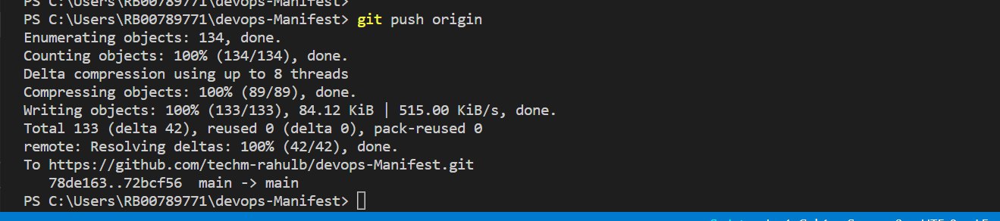 PS C:\Users\RB00789771\devops-Manifest>
PS C:\Users\RB00789771\devops-Manifest> git push origin
Enumerating objects: 134, done.
Counting objects: 100% (134/134), done.
Delta compression using up to 8 threads
Compressing objects: 100% (89/89), done.
Writing objects: 100% (133/133), 84.12 KiB | 515.00 KiB/s, done.
Total 133 (delta 42), reused 0 (delta 0), pack-reused 0
remote: Resolving deltas: 100% (42/42), done.
To https://github.com/techm-rahulb/devops-Manifest.git
   78de163..72bcf56  main -> main
PS C:\Users\RB00789771\devops-Manifest>